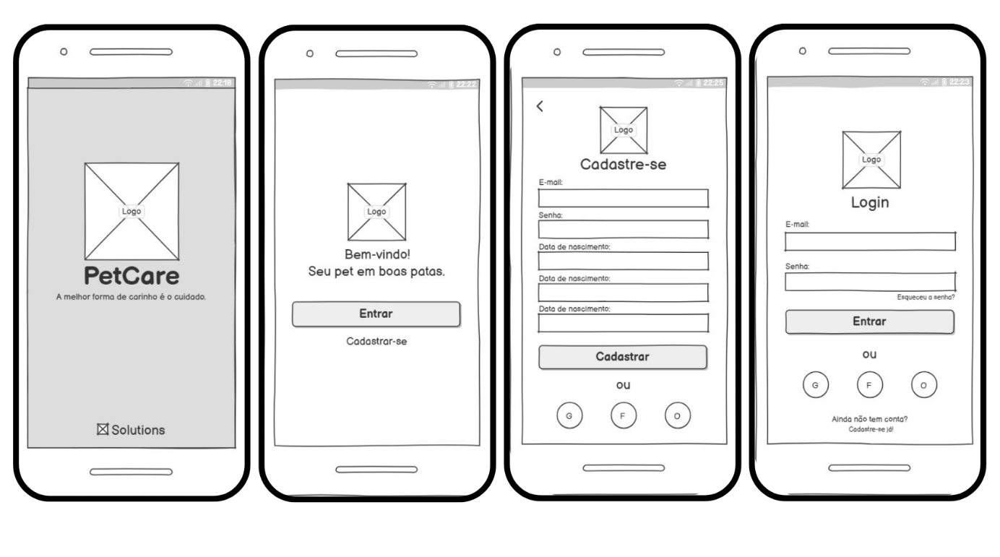 22:18
Logo
PetCare
A melhor forma de carinho é o cuidado.
Solutions
22:22
Logo
Bem-vindo!
Seu pet em boas patas.
Entrar
Cadastrar-se
22:25
Logo
Cadastre-se
E-mail:
Senha:
Data de nascimento:
Data de nascimento:
Data de nascimento:
Cadastrar
ou
G F O
22:23
Logo
Login
E-mail:
Senha:
Esqueceu a senha?
Entrar
ou
G F O
Ainda não tem conta?
Cadastre-se já!